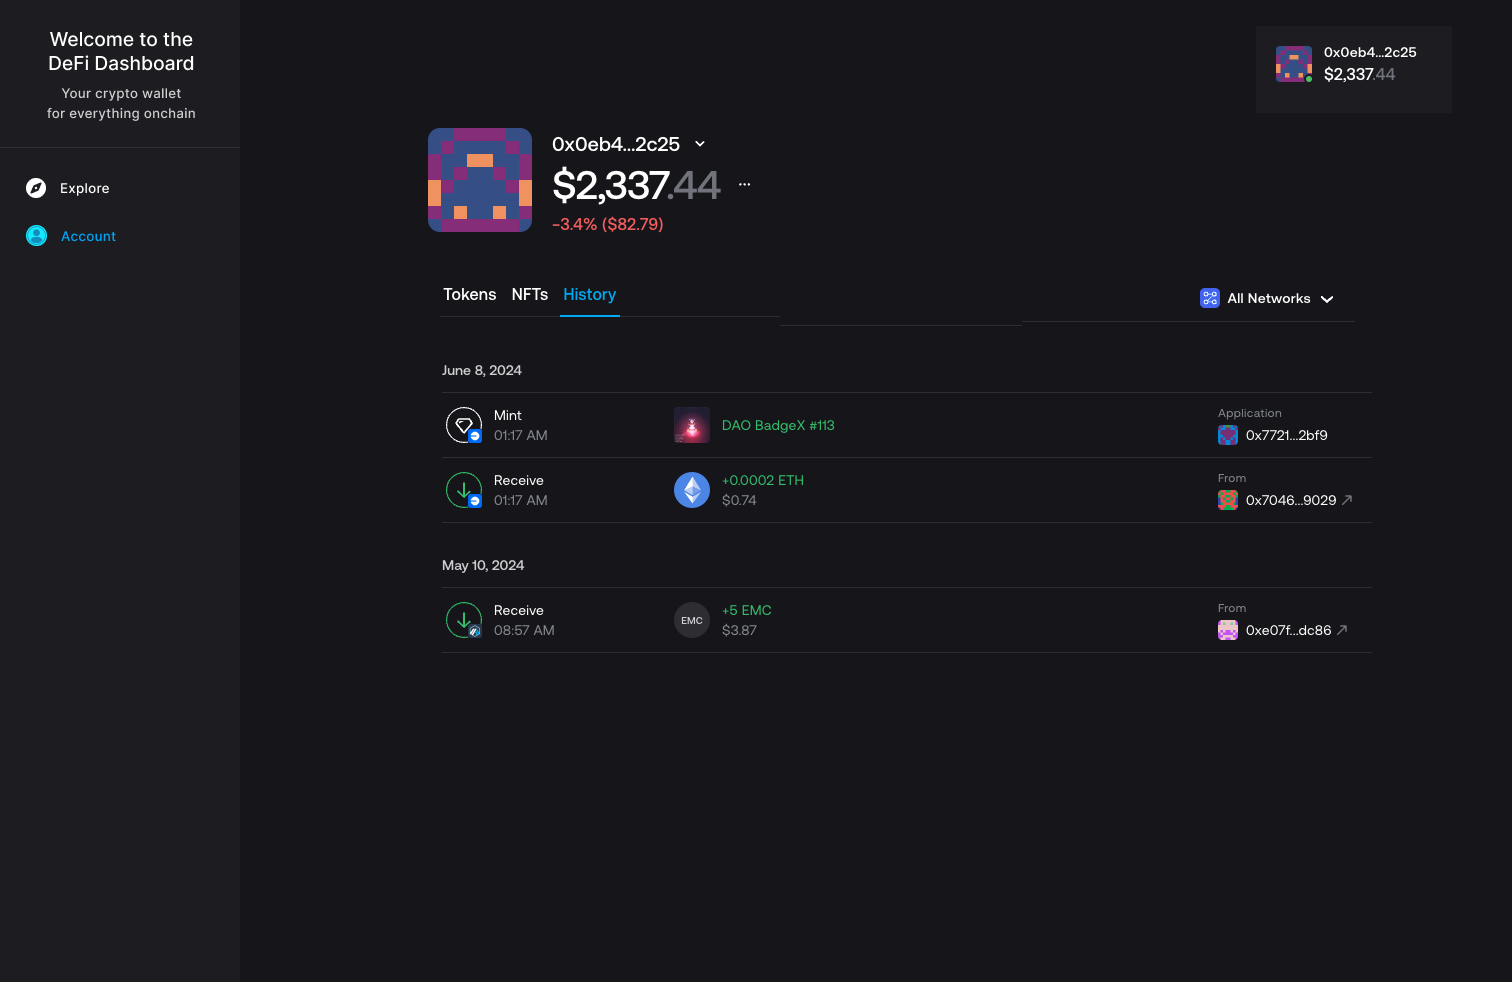 Welcome to the
DeFi Dashboard
Your crypto wallet
for everything onchain
Explore
Account
0x0eb4...2c25
$2,337.44
0x0eb4...2c25
$2,337.44
...
-3.4% ($82.79)
Tokens NFTs History
All Networks
June 8, 2024
Mint
01:17 AM
DAO BadgeX #113
Application
0x7721...2bf9
Receive
01:17 AM
+0.0002 ETH
$0.74
From
0x7046...9029
May 10, 2024
Receive
08:57 AM
EMC
+5 EMC
$3.87
From
0xe07f...dc86